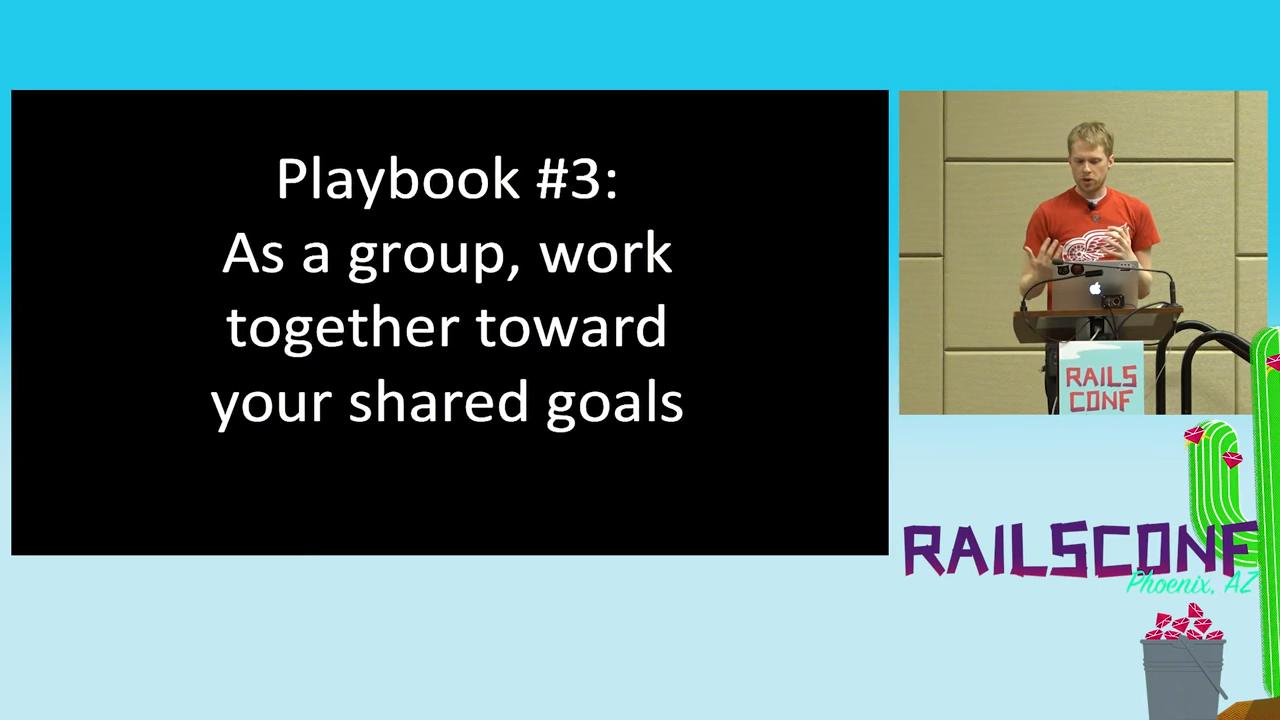 Playbook #3:
As a group, work
together toward
your shared goals
RAILS
CONF
RAILSCONF
Phoenix, AZ